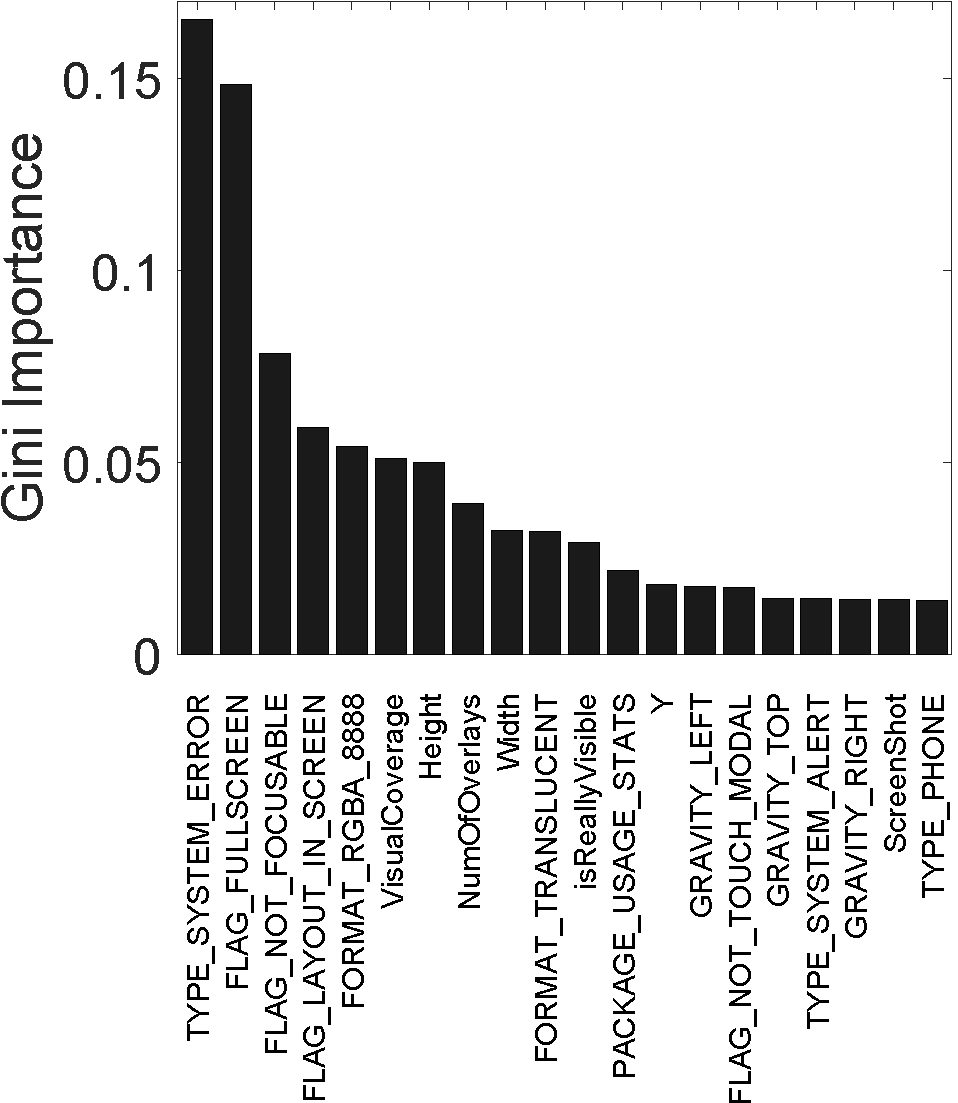 Gini Importance
0.15
0.1
0.05
0
TYPE_SYSTEM_ERROR
FLAG_FULLSCREEN
FLAG_NOT_FOCUSABLE
FLAG_LAYOUT_IN_SCREEN
FORMAT_RGBA_8888
VisualCoverage
Height
NumOfOverlays
Width
FORMAT_TRANSLUCENT
isReallyVisible
PACKAGE_USAGE_STATS
Y
GRAVITY_LEFT
FLAG_NOT_TOUCH_MODAL
GRAVITY_TOP
TYPE_SYSTEM_ALERT
GRAVITY_RIGHT
ScreenShot
TYPE_PHONE